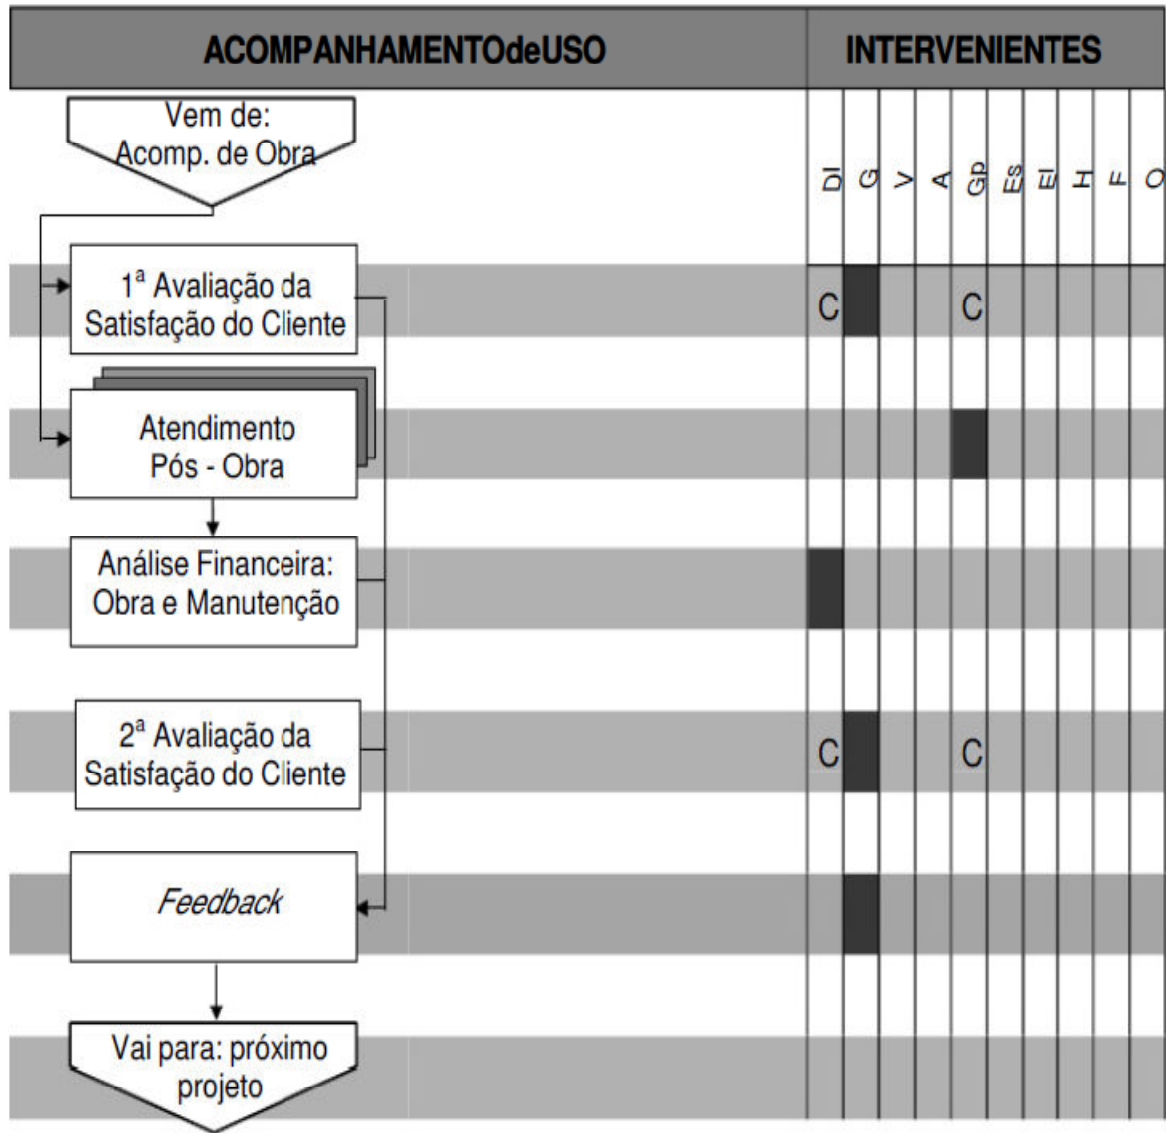 ACOMPANHAMENTOdeUSO
INTERVENIENTES
Vem de:
Acomp. de Obra
DI
G
V
A
Gp
Es
El
H
F
O
1ª Avaliação da
Satisfação do Cliente
C
C
Atendimento
Pós - Obra
Análise Financeira:
Obra e Manutenção
2ª Avaliação da
Satisfação do Cliente
C
C
Feedback
Vai para: próximo
projeto